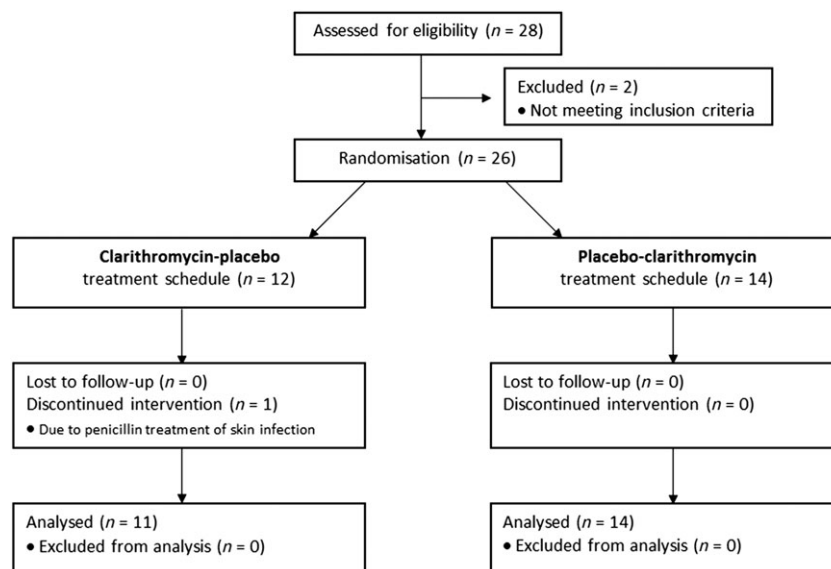 Assessed for eligibility (n = 28)
Excluded (n = 2)
● Not meeting inclusion criteria
Randomisation (n = 26)
Clarithromycin-placebo
treatment schedule (n = 12)
Placebo-clarithromycin
treatment schedule (n = 14)
Lost to follow-up (n = 0)
Discontinued intervention (n = 1)
● Due to penicillin treatment of skin infection
Lost to follow-up (n = 0)
Discontinued intervention (n = 0)
Analysed (n = 11)
● Excluded from analysis (n = 0)
Analysed (n = 14)
● Excluded from analysis (n = 0)